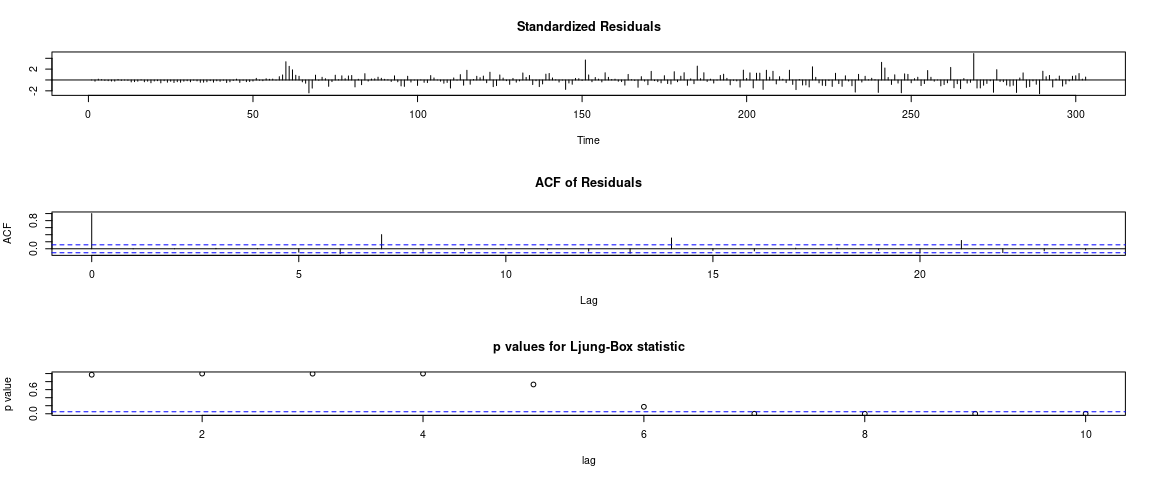 Standardized Residuals
2
-2
0 50 100 150 200 250 300
Time
ACF of Residuals
ACF
0.8
0.0
0 5 10 15 20
Lag
p values for Ljung-Box statistic
p value
0.6
0.0
2 4 6 8 10
lag